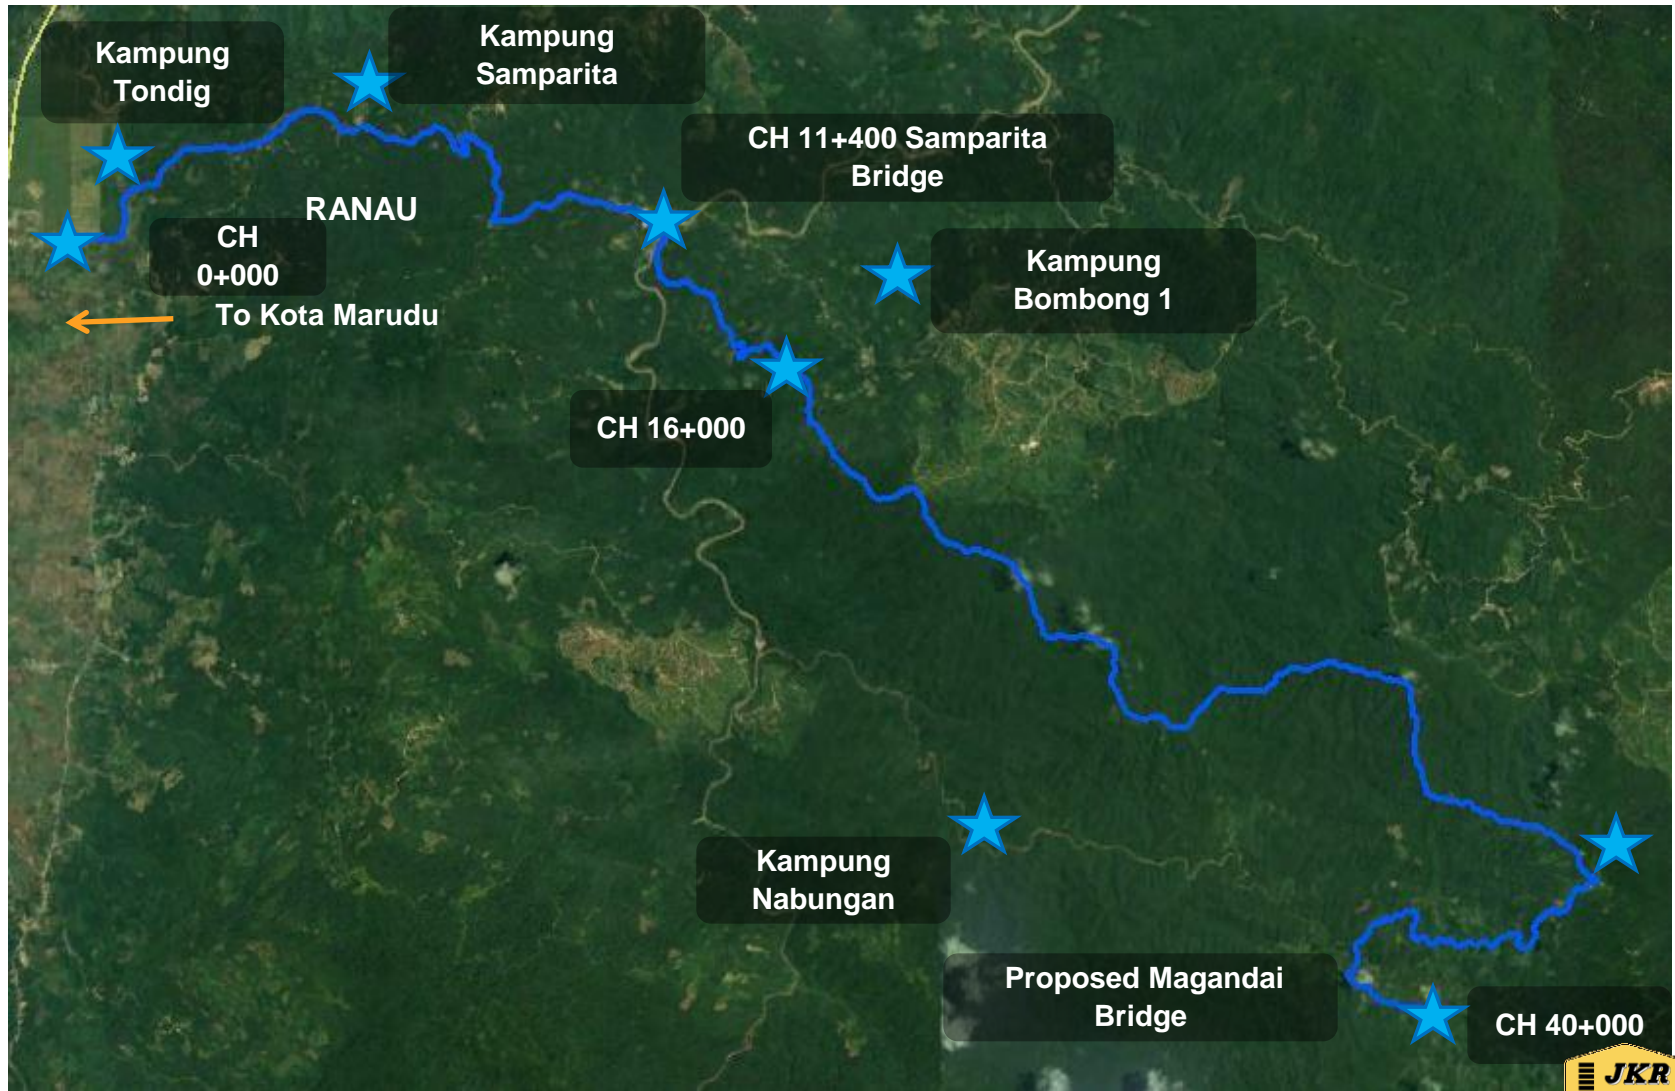 Kampung
Tondig
Kampung
Samparita
CH 11+400 Samparita
Bridge
RANAU
CH
0+000
To Kota Marudu
Kampung
Bombong 1
CH 16+000
Kampung
Nabungan
Proposed Magandai
Bridge
CH 40+000
JKR